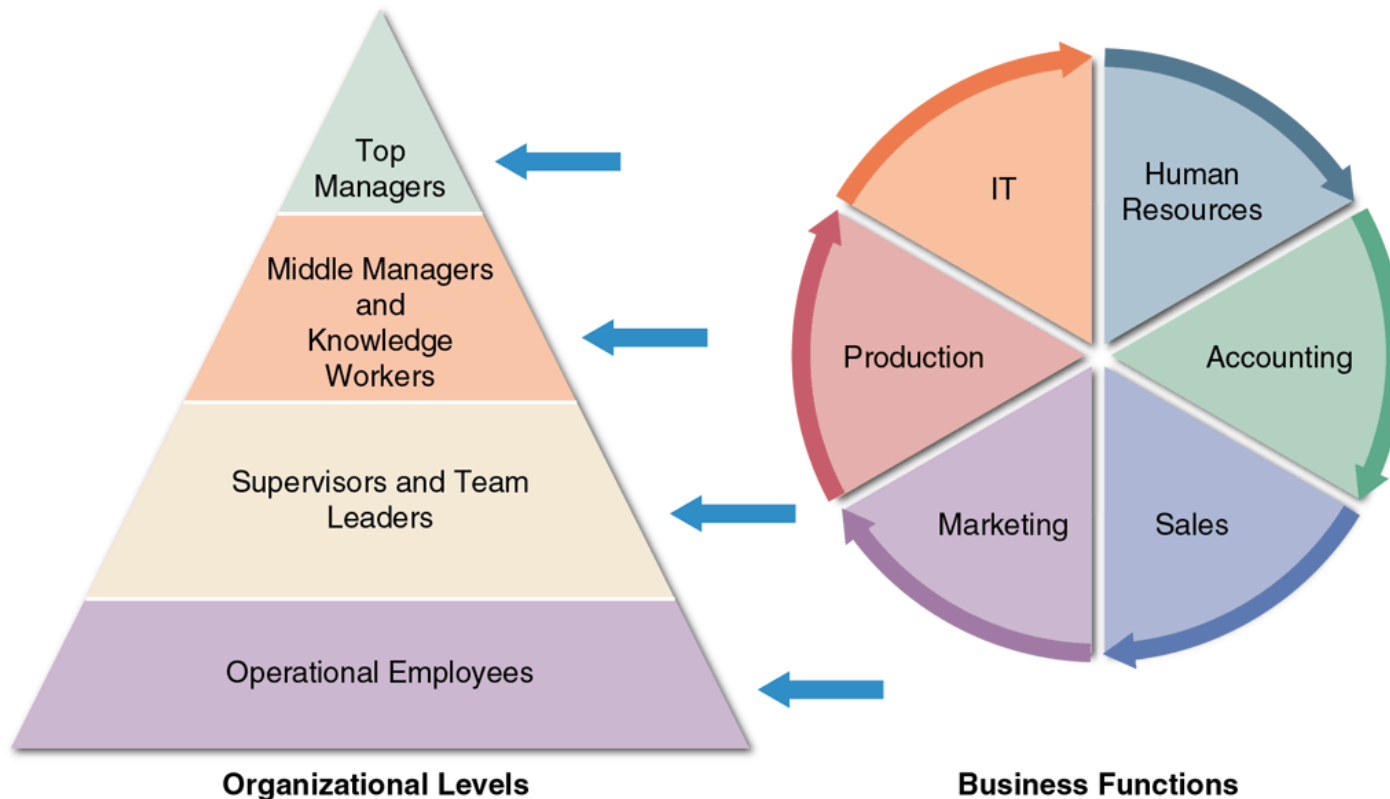 Top
Managers
Middle Managers
and
Knowledge
Workers
Supervisors and Team
Leaders
Operational Employees
Organizational Levels
IT
Human
Resources
Production
Accounting
Marketing
Sales
Business Functions